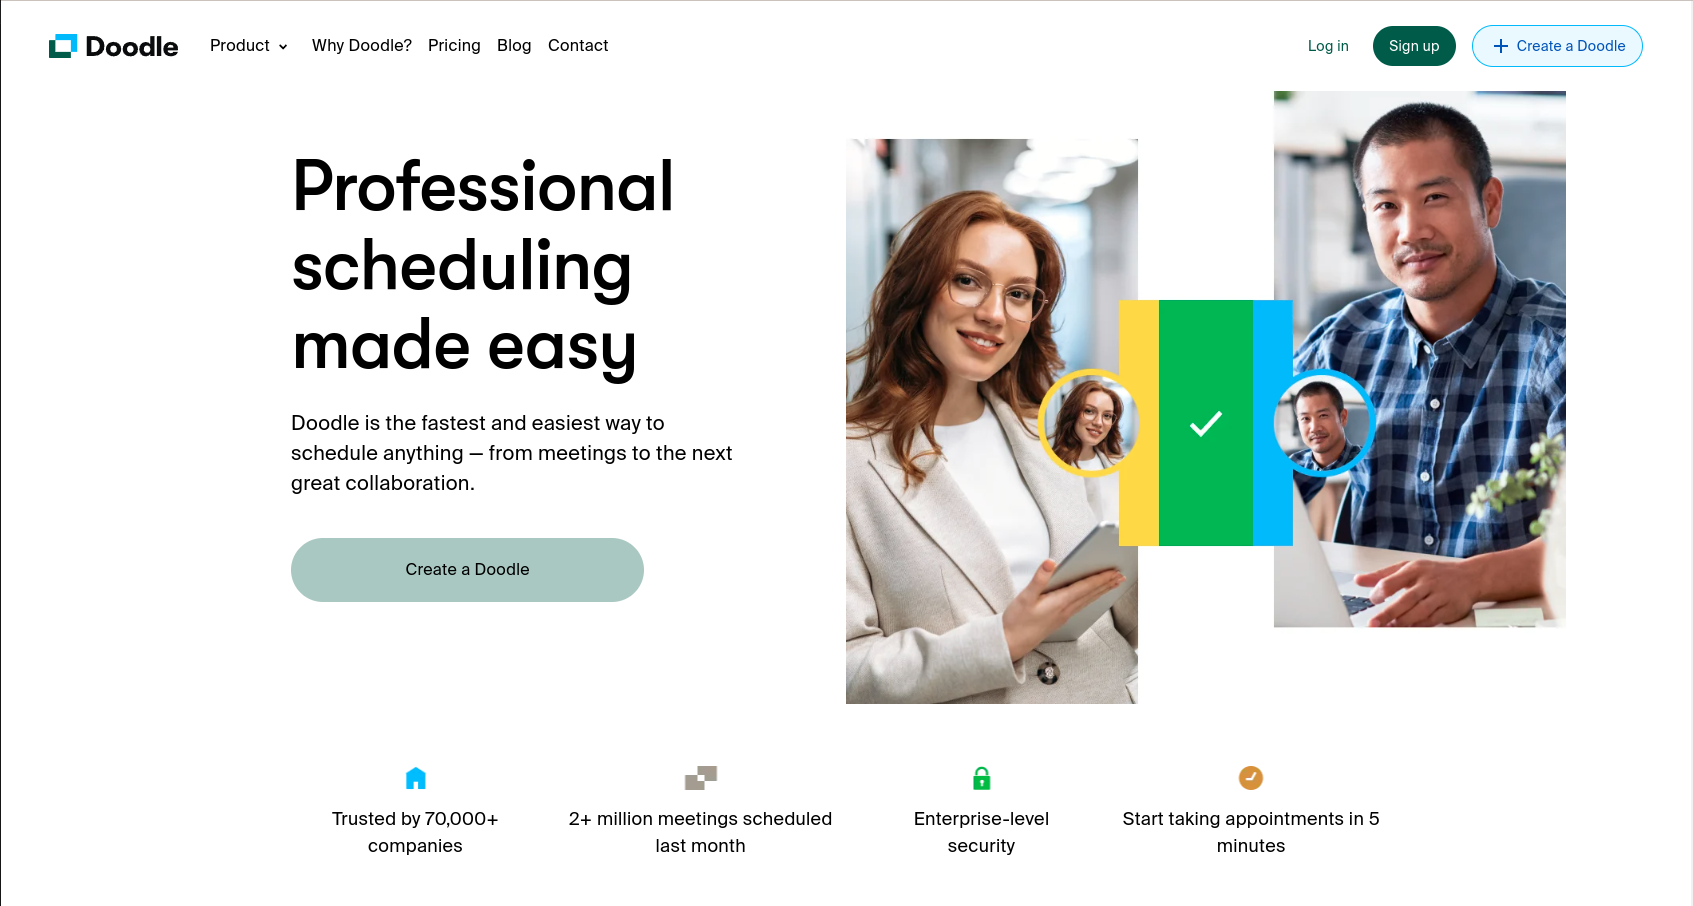 Doodle
Product
Why Doodle?
Pricing
Blog
Contact
Log in
Sign up
Create a Doodle
Professional
scheduling
made easy
Doodle is the fastest and easiest way to
schedule anything — from meetings to the next
great collaboration.
Create a Doodle
Trusted by 70,000+
companies
2+ million meetings scheduled
last month
Enterprise-level
security
Start taking appointments in 5
minutes